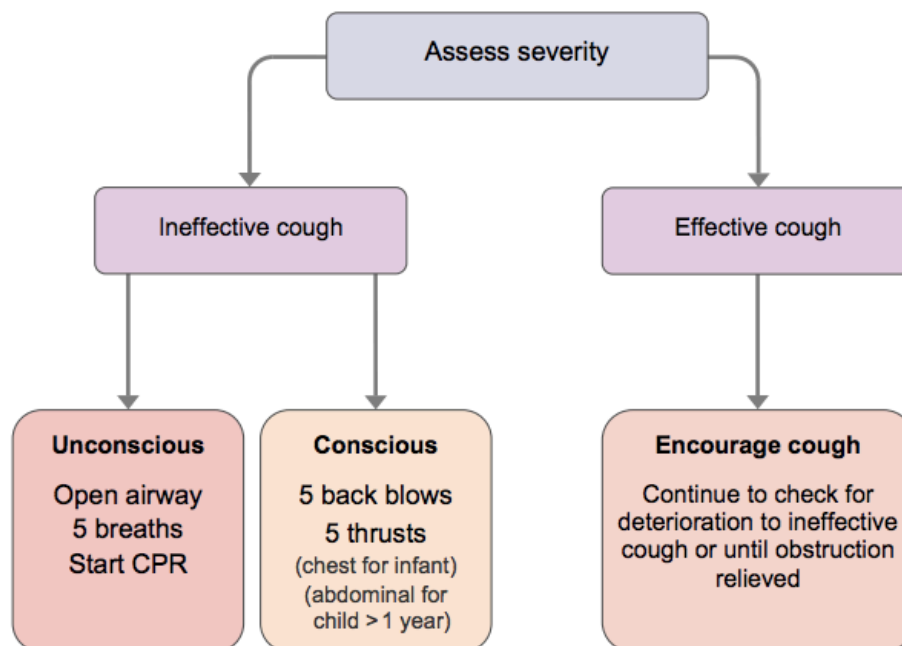 Assess severity
Ineffective cough
Effective cough
Unconscious
Open airway
5 breaths
Start CPR
Conscious
5 back blows
5 thrusts
(chest for infant)
(abdominal for
child > 1 year)
Encourage cough
Continue to check for
deterioration to ineffective
cough or until obstruction
relieved